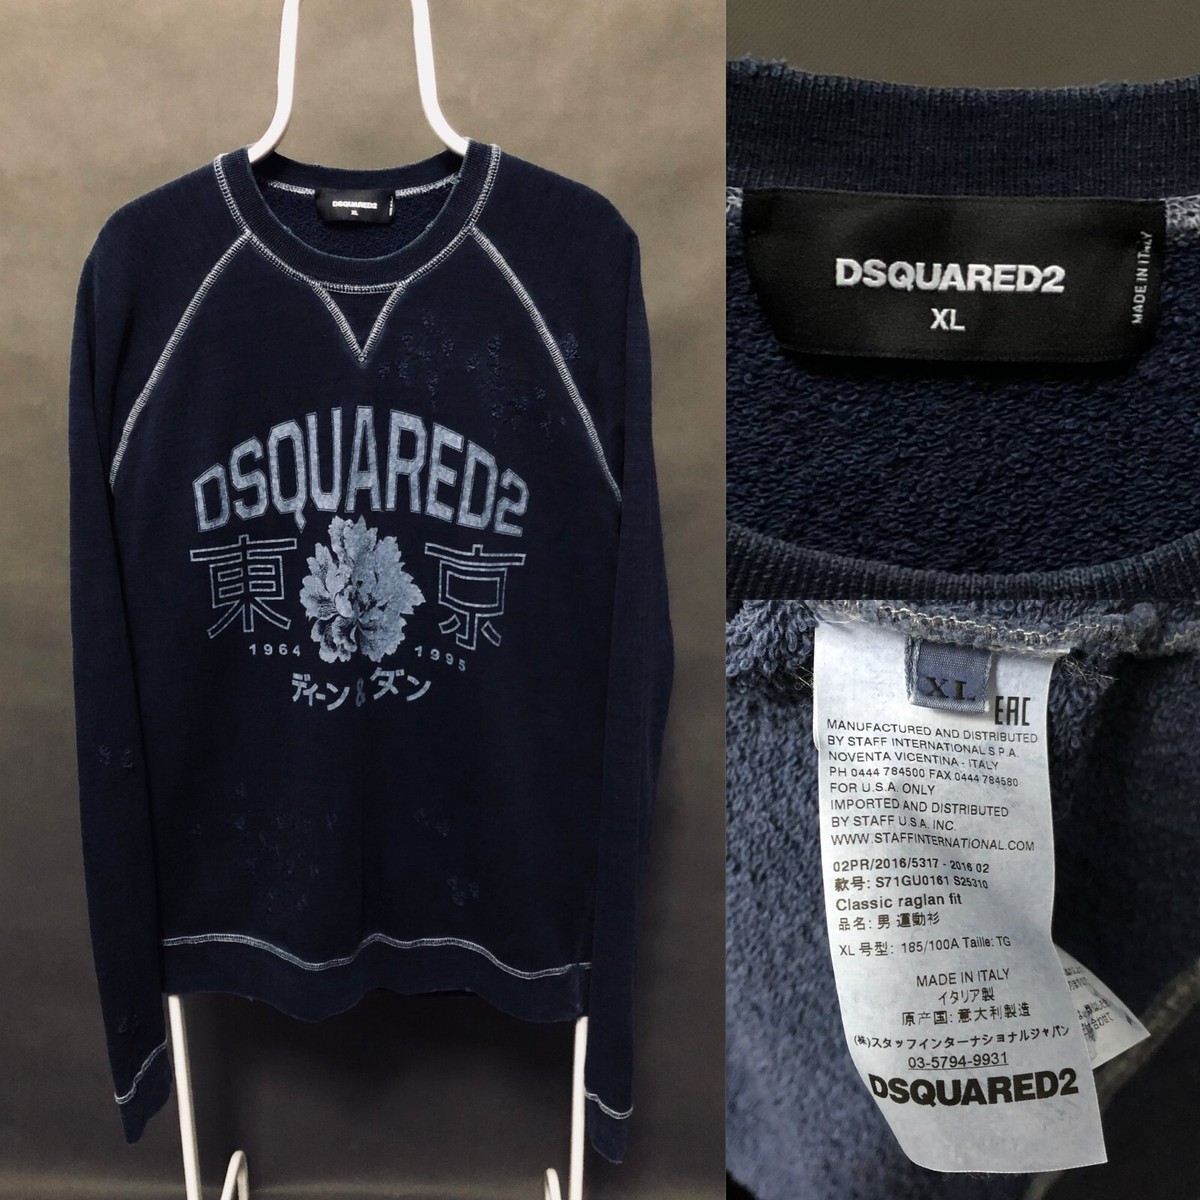 DSQUARED2
XL
DSQUARED2
東 京
1964 1995
ディーン & ダン
DSQUARED2
XL
MADE IN ITALY
XL
EAC
MANUFACTURED AND DISTRIBUTED
BY STAFF INTERNATIONAL S.P.A.
NOVENTA VICENTINA - ITALY
PH 0444 784500 FAX 0444 784580
FOR U.S.A. ONLY
IMPORTED AND DISTRIBUTED
BY STAFF U.S.A. INC.
WWW.STAFFINTERNATIONAL.COM
02PR/2016/5317 - 2016 02
款号: S71GU0161 S25310
Classic raglan fit
品名: 男 運動衫
XL 号型: 185/100A Taille: TG
MADE IN ITALY
イタリア製
原产国: 意大利製造
(株)スタッフインターナショナルジャパン
03-5794-9931
DSQUARED2